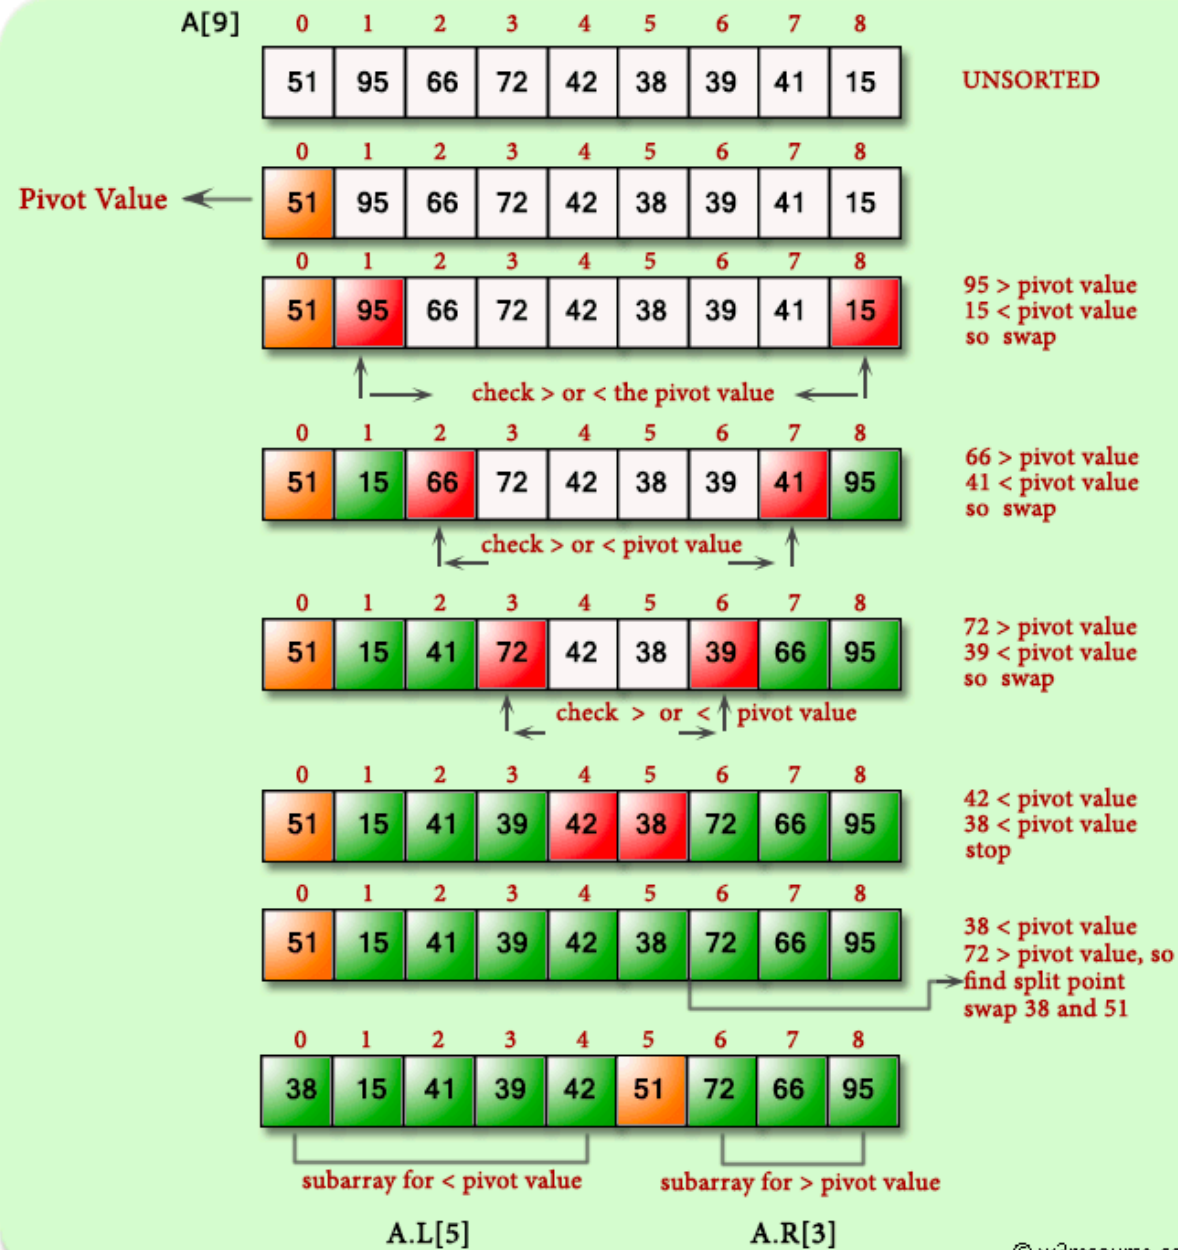 A[9] 0 1 2 3 4 5 6 7 8
51 95 66 72 42 38 39 41 15 UNSORTED
0 1 2 3 4 5 6 7 8
Pivot Value 51 95 66 72 42 38 39 41 15
0 1 2 3 4 5 6 7 8
51 95 66 72 42 38 39 41 15
95 > pivot value
15 < pivot value
so swap
check > or < the pivot value
0 1 2 3 4 5 6 7 8
51 15 66 72 42 38 39 41 95
66 > pivot value
41 < pivot value
so swap
check > or < pivot value
0 1 2 3 4 5 6 7 8
51 15 41 72 42 38 39 66 95
72 > pivot value
39 < pivot value
so swap
check > or < pivot value
0 1 2 3 4 5 6 7 8
51 15 41 39 42 38 72 66 95
42 < pivot value
38 < pivot value
stop
0 1 2 3 4 5 6 7 8
51 15 41 39 42 38 72 66 95
38 < pivot value
72 > pivot value, so
find split point
swap 38 and 51
0 1 2 3 4 5 6 7 8
38 15 41 39 42 51 72 66 95
subarray for < pivot value subarray for > pivot value
A.L[5] A.R[3]